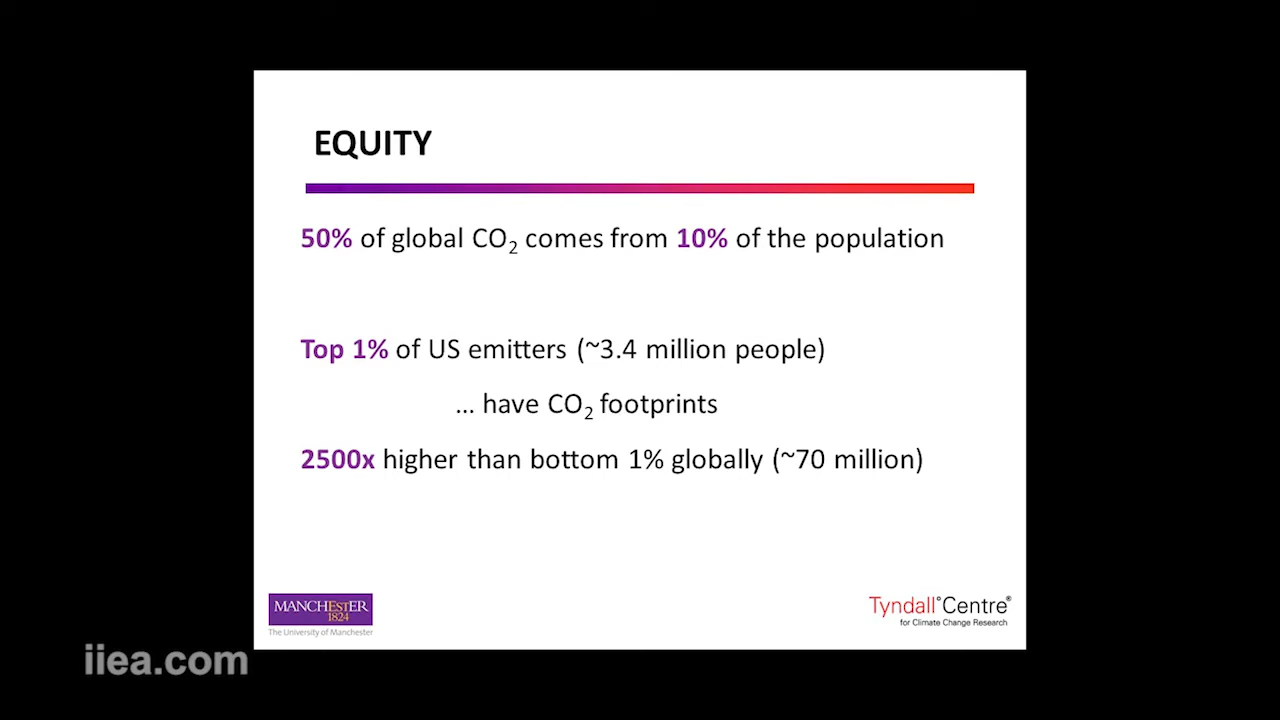 EQUITY
50% of global CO₂ comes from 10% of the population
Top 1% of US emitters (~3.4 million people)
... have CO₂ footprints
2500x higher than bottom 1% globally (~70 million)
MANCHESTER
1824
The University of Manchester
Tyndall°Centre®
for Climate Change Research
iiea.com